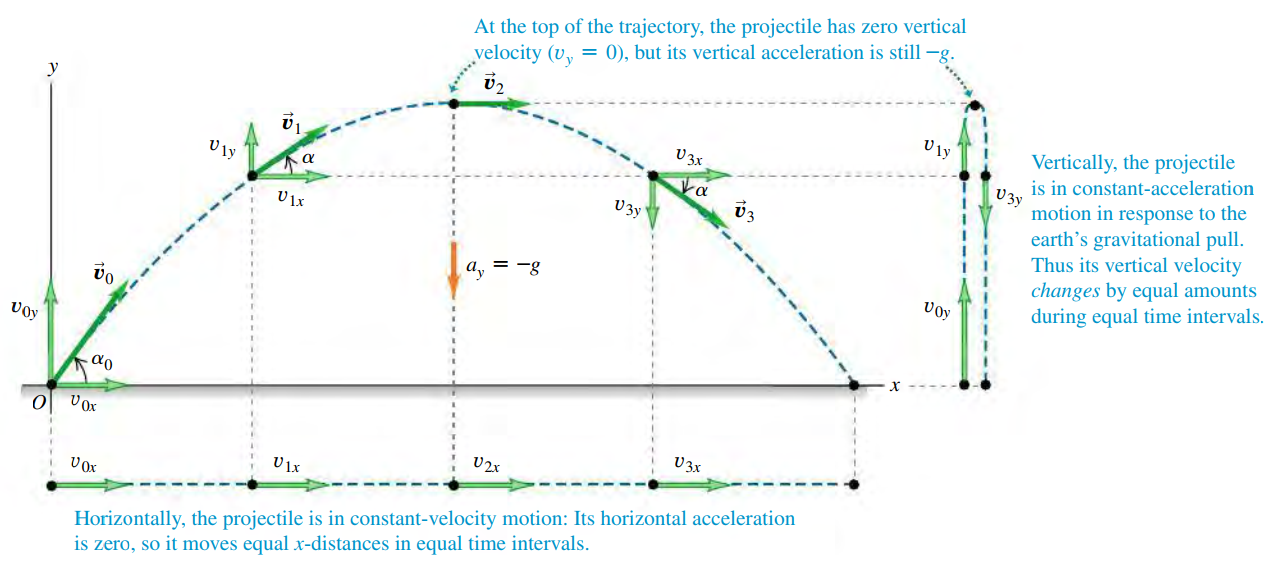 At the top of the trajectory, the projectile has zero vertical
velocity (v_y = 0), but its vertical acceleration is still −g.
y
v⃗₂
v⃗₁
α
v₁y
v₁x
v₃x
α
v₃y
v⃗₃
v₁y
v₃y
Vertically, the projectile
is in constant-acceleration
motion in response to the
earth’s gravitational pull.
Thus its vertical velocity
changes by equal amounts
during equal time intervals.
v⃗₀
v₀y
α₀
a_y = −g
v₀y
x
O
v₀x
v₀x
v₁x
v₂x
v₃x
Horizontally, the projectile is in constant-velocity motion: Its horizontal acceleration
is zero, so it moves equal x-distances in equal time intervals.